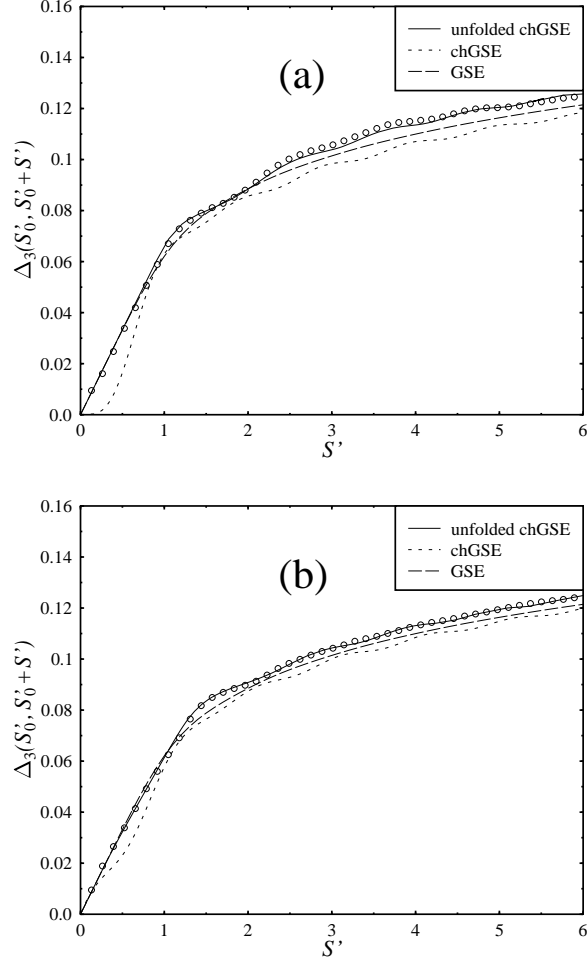 0.16
0.14
0.12
0.1
0.08
0.06
0.04
0.02
0.0
0 1 2 3 4 5 6
S'
Δ₃(S'₀, S'₀+S')
(a)
unfolded chGSE
chGSE
GSE
0.16
0.14
0.12
0.10
0.08
0.06
0.04
0.02
0.0
0 1 2 3 4 5 6
S'
Δ₃(S'₀, S'₀+S')
(b)
unfolded chGSE
chGSE
GSE